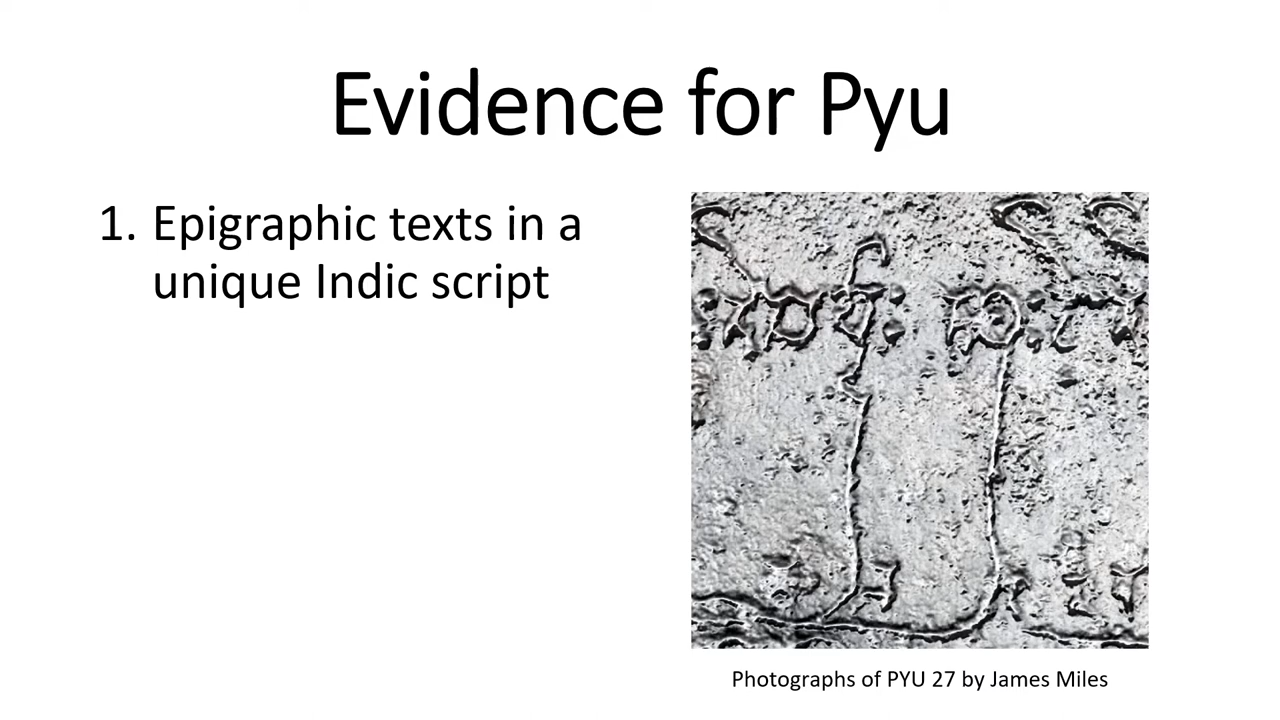 Evidence for Pyu
1. Epigraphic texts in a
unique Indic script
Photographs of PYU 27 by James Miles